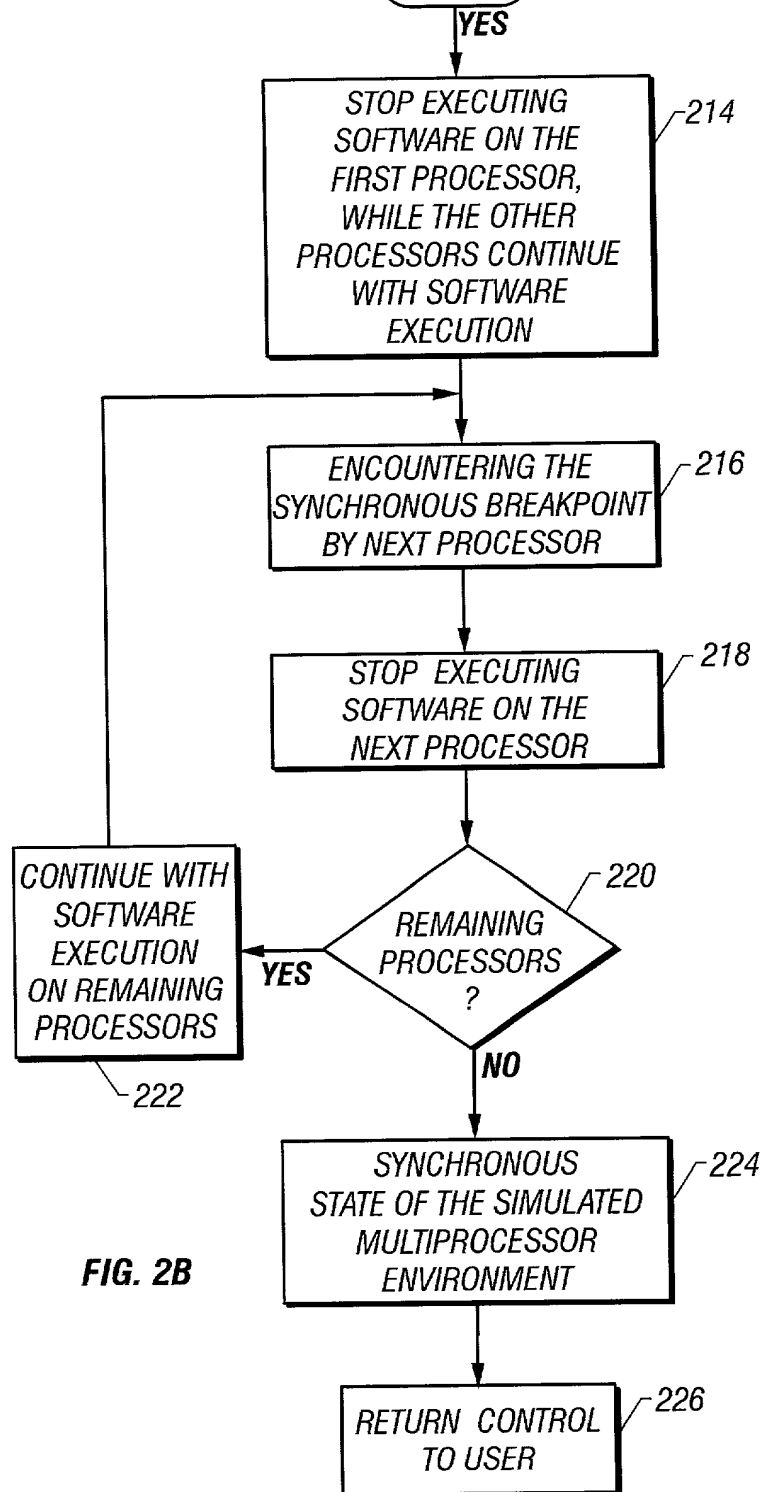 YES
STOP EXECUTING
SOFTWARE ON THE
FIRST PROCESSOR,
WHILE THE OTHER
PROCESSORS CONTINUE
WITH SOFTWARE
EXECUTION
214
ENCOUNTERING THE
SYNCHRONOUS BREAKPOINT
BY NEXT PROCESSOR
216
STOP EXECUTING
SOFTWARE ON THE
NEXT PROCESSOR
218
REMAINING
PROCESSORS
?
220
YES
CONTINUE WITH
SOFTWARE
EXECUTION
ON REMAINING
PROCESSORS
222
NO
SYNCHRONOUS
STATE OF THE SIMULATED
MULTIPROCESSOR
ENVIRONMENT
224
FIG. 2B
RETURN CONTROL
TO USER
226